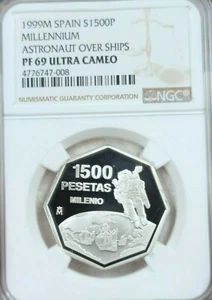 1999M SPAIN S1500P
MILLENNIUM
ASTRONAUT OVER SHIPS
PF 69 ULTRA CAMEO
4776747-008
NUMISMATIC GUARANTY CORPORATION
NGC
1500
PESETAS
MILENIO
M